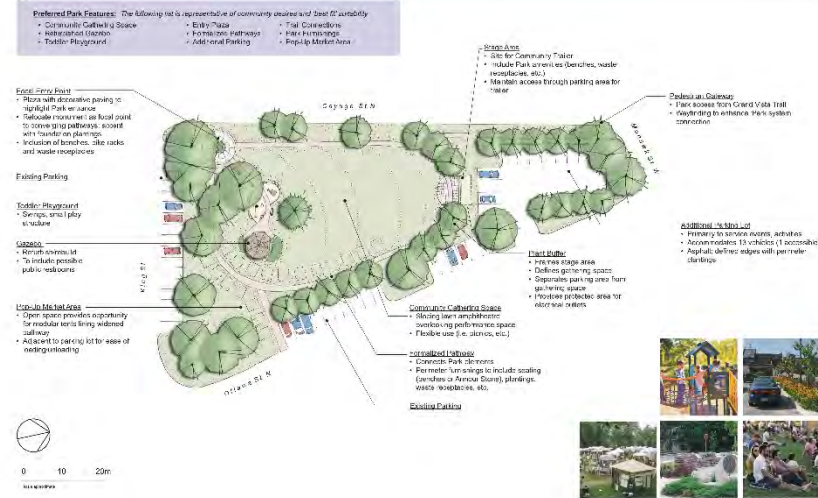 Preferred Park Features: The following list is representative of community desires and 'best fit' suitability
• Community Gathering Space
• Refurbished Gazebo
• Toddler Playground
• Entry Plaza
• Formalized Pathways
• Additional Parking
• Trail Connections
• Park Furnishings
• Pop-Up Market Area
Stage Area
• Site for Community Trailer
• Include Park amenities (benches, waste
receptacles, etc.)
• Maintain access through parking area for
trailer
Focal Entry Point
• Plaza with decorative paving to
highlight Park entrance
• Relocate monument as focal point
to converging pathways; accent
with foundation plantings
• Inclusion of benches, bike racks
and waste receptacles
Cayuga St N
Pedestrian Gateway
• Park access from Grand Vista Trail
• Wayfinding to enhance Park system
connection
Existing Parking
Toddler Playground
• Swings, small play
structure
Gazebo
• Refurbish/rebuild
• To include possible
public restrooms
King St
Pop-Up Market Area
• Open space provides opportunity
for modular tents lining widened
pathway
• Adjacent to parking lot for ease of
loading/unloading
Ottawa St N
Plant Buffer
• Frames stage area
• Defines gathering space
• Separates parking area from
gathering space
• Provides protected area for
electrical outlets
Additional Parking Lot
• Primarily to service events, activities
• Accommodates 13 vehicles (1 accessible)
• Asphalt; defined edges with perimeter
plantings
Community Gathering Space
• Sloping lawn amphitheatre
overlooking performance space
• Flexible use (i.e. picnics, etc.)
Formalized Pathway
• Connects Park elements
• Perimeter furnishings to include seating
(benches or Armour Stone), plantings,
waste receptacles, etc.
Existing Parking
0 10 20m